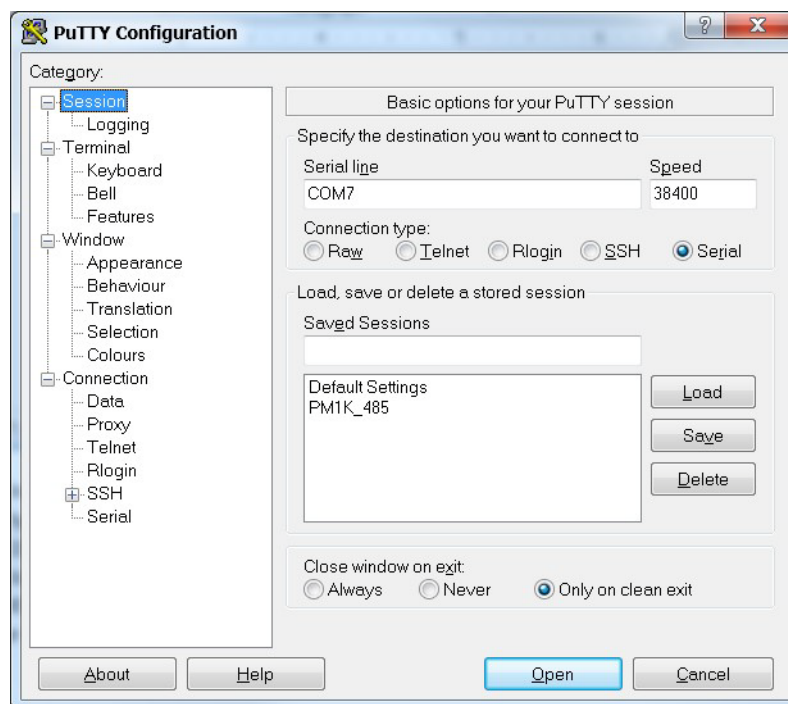 PuTTY Configuration
Category:
Session
Logging
Terminal
Keyboard
Bell
Features
Window
Appearance
Behaviour
Translation
Selection
Colours
Connection
Data
Proxy
Telnet
Rlogin
SSH
Serial
Basic options for your PuTTY session
Specify the destination you want to connect to
Serial line Speed
COM7 38400
Connection type:
Raw Telnet Rlogin SSH Serial
Load, save or delete a stored session
Saved Sessions
Default Settings
PM1K_485
Load
Save
Delete
Close window on exit:
Always Never Only on clean exit
About Help Open Cancel